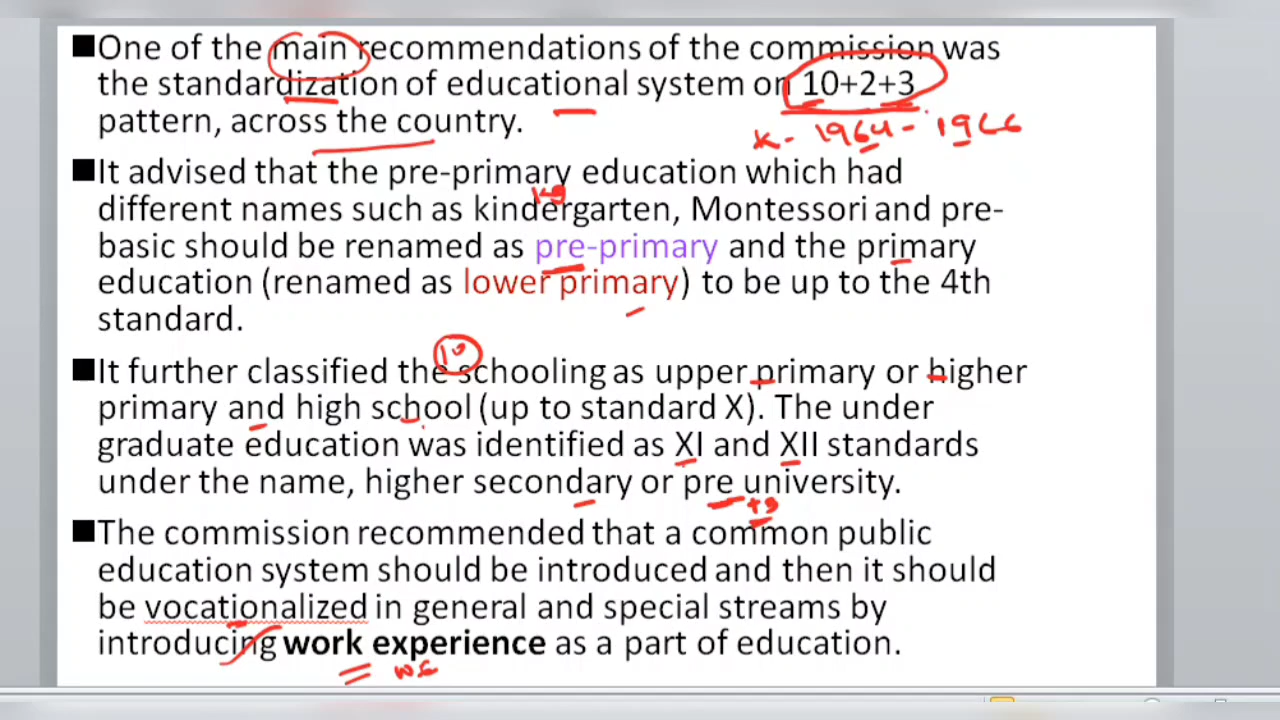 ■One of the main recommendations of the commission was
the standardization of educational system on 10+2+3
pattern, across the country.
K- 1964-1966
■It advised that the pre-primary education which had
KG
different names such as kindergarten, Montessori and pre-
basic should be renamed as pre-primary and the primary
education (renamed as lower primary) to be up to the 4th
standard.
10
■It further classified the schooling as upper primary or higher
primary and high school (up to standard X). The under
graduate education was identified as XI and XII standards
under the name, higher secondary or pre university.
+3
■The commission recommended that a common public
education system should be introduced and then it should
be vocationalized in general and special streams by
introducing work experience as a part of education.
WE